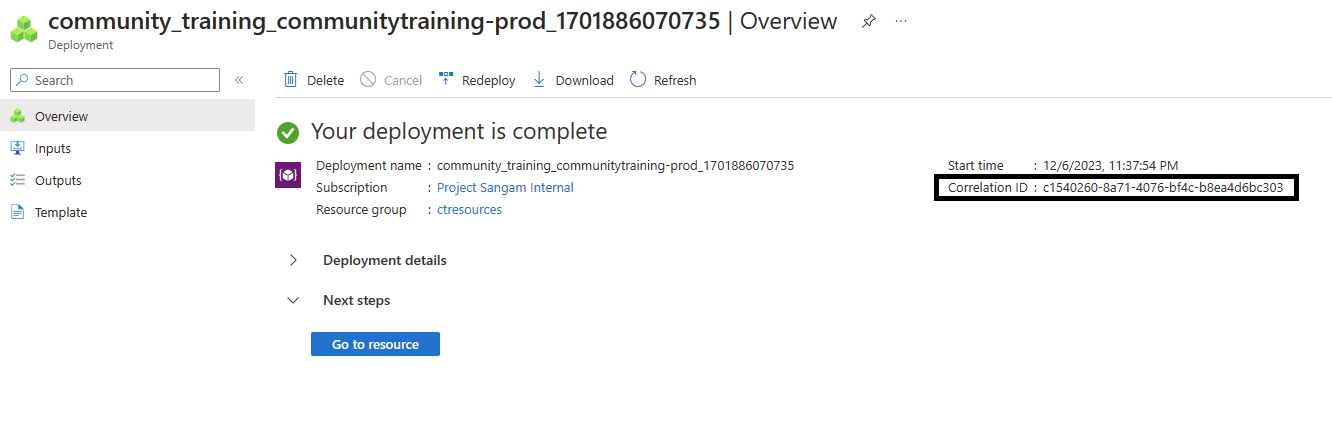 community_training_communitytraining-prod_1701886070735 | Overview
Deployment
Search
Delete
Cancel
Redeploy
Download
Refresh
Overview
Inputs
Outputs
Template
Your deployment is complete
Deployment name : community_training_communitytraining-prod_1701886070735
Subscription : Project Sangam Internal
Resource group : ctresources
Start time : 12/6/2023, 11:37:54 PM
Correlation ID : c1540260-8a71-4076-bf4c-b8ea4d6bc303
Deployment details
Next steps
Go to resource